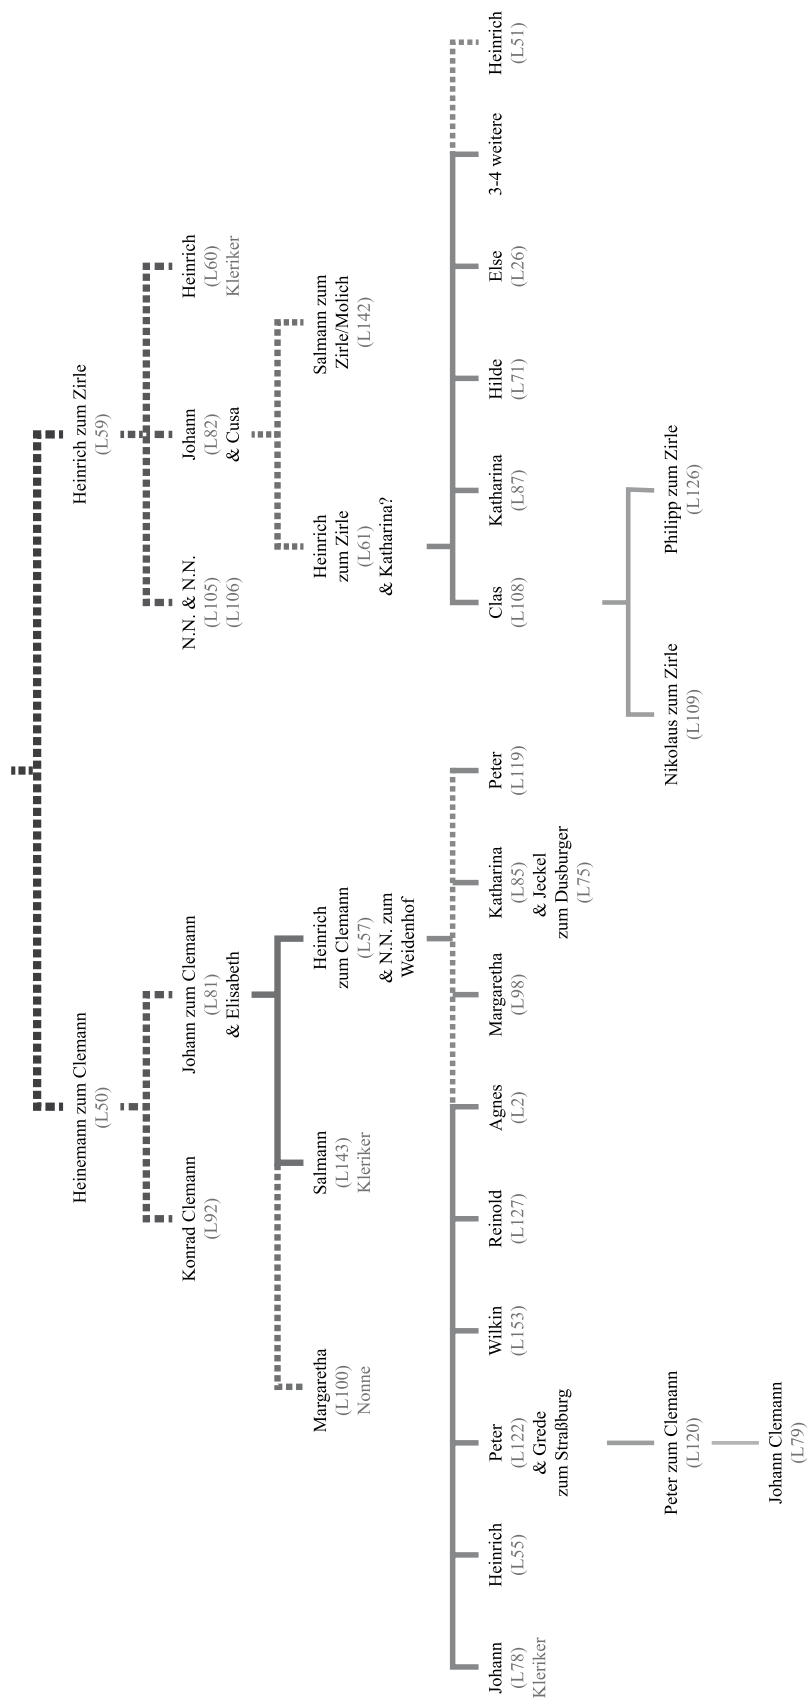 Heinemann zum Clemann
(L50)
Heinrich zum Zirle
(L59)
Konrad Clemann
(L92)
Johann zum Clemann
(L81)
& Elisabeth
N.N. & N.N.
(L105)
(L106)
Johann
(L82)
& Cusa
Heinrich
(L60)
Kleriker
Margaretha
(L100)
Nonne
Salmann
(L143)
Kleriker
Heinrich
zum Clemann
(L57)
& N.N. zum
Weidenhof
Heinrich
zum Zirle
(L61)
& Katharina?
Salmann zum
Zirle/Molich
(L142)
Johann
(L78)
Kleriker
Heinrich
(L55)
Peter
(L122)
& Grede
zum Straßburg
Wilkin
(L153)
Reinold
(L127)
Agnes
(L2)
Margaretha
(L98)
Katharina
(L85)
& Jeckel
zum Dusburger
(L75)
Peter
(L119)
Clas
(L108)
Katharina
(L87)
Hilde
(L71)
Else
(L26)
3-4 weitere
Heinrich
(L51)
Peter zum Clemann
(L120)
Nikolaus zum Zirle
(L109)
Philipp zum Zirle
(L126)
Johann Clemann
(L79)